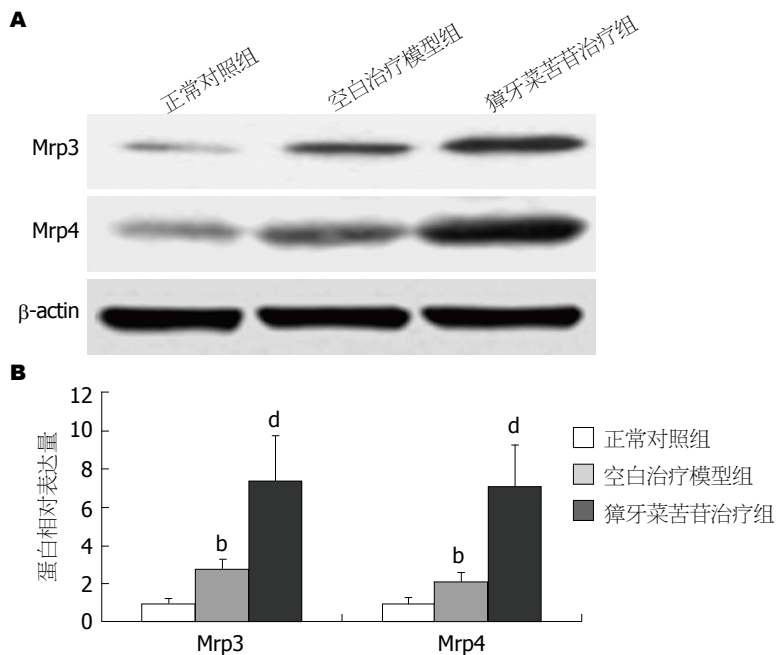 A
正常对照组
空白治疗模型组
獐牙菜苦苷治疗组
Mrp3
Mrp4
β-actin
B
蛋白相对表达量
12
10
8
6
4
2
0
b
d
b
d
Mrp3
Mrp4
正常对照组
空白治疗模型组
獐牙菜苦苷治疗组